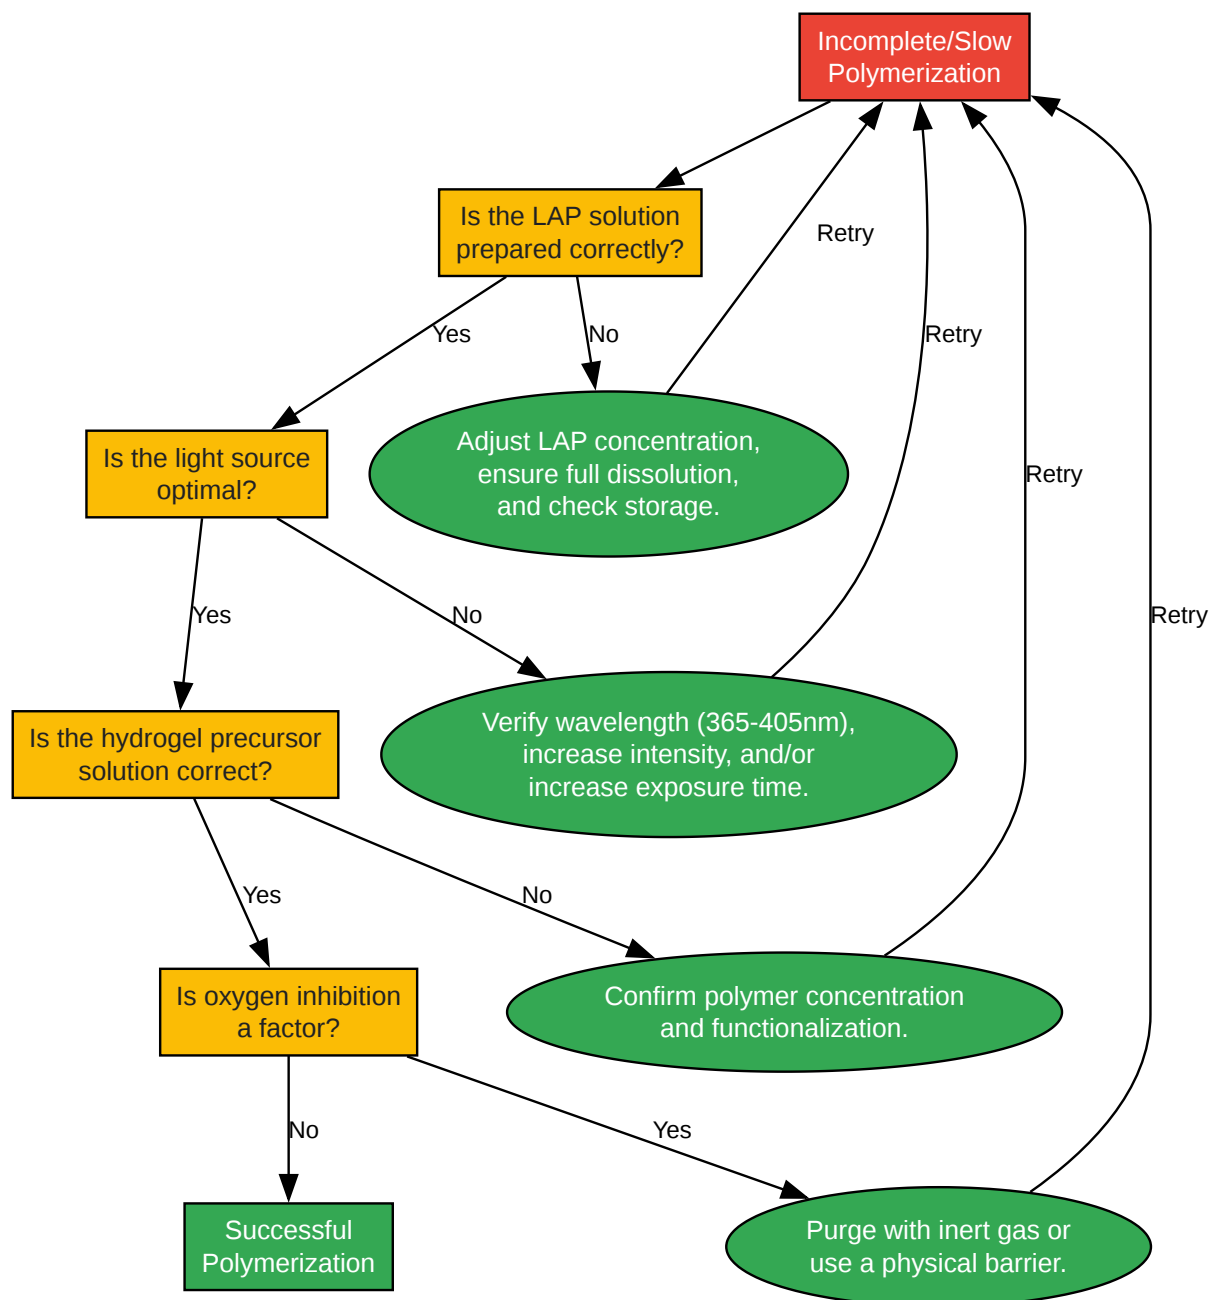 Incomplete/Slow
Polymerization
Is the LAP solution
prepared correctly?
Retry
Yes
No
Retry
Adjust LAP concentration,
ensure full dissolution,
and check storage.
Is the light source
optimal?
Retry
Yes
No
Retry
Verify wavelength (365-405nm),
increase intensity, and/or
increase exposure time.
Is the hydrogel precursor
solution correct?
Yes
No
Is oxygen inhibition
a factor?
Confirm polymer concentration
and functionalization.
No
Yes
Successful
Polymerization
Purge with inert gas or
use a physical barrier.